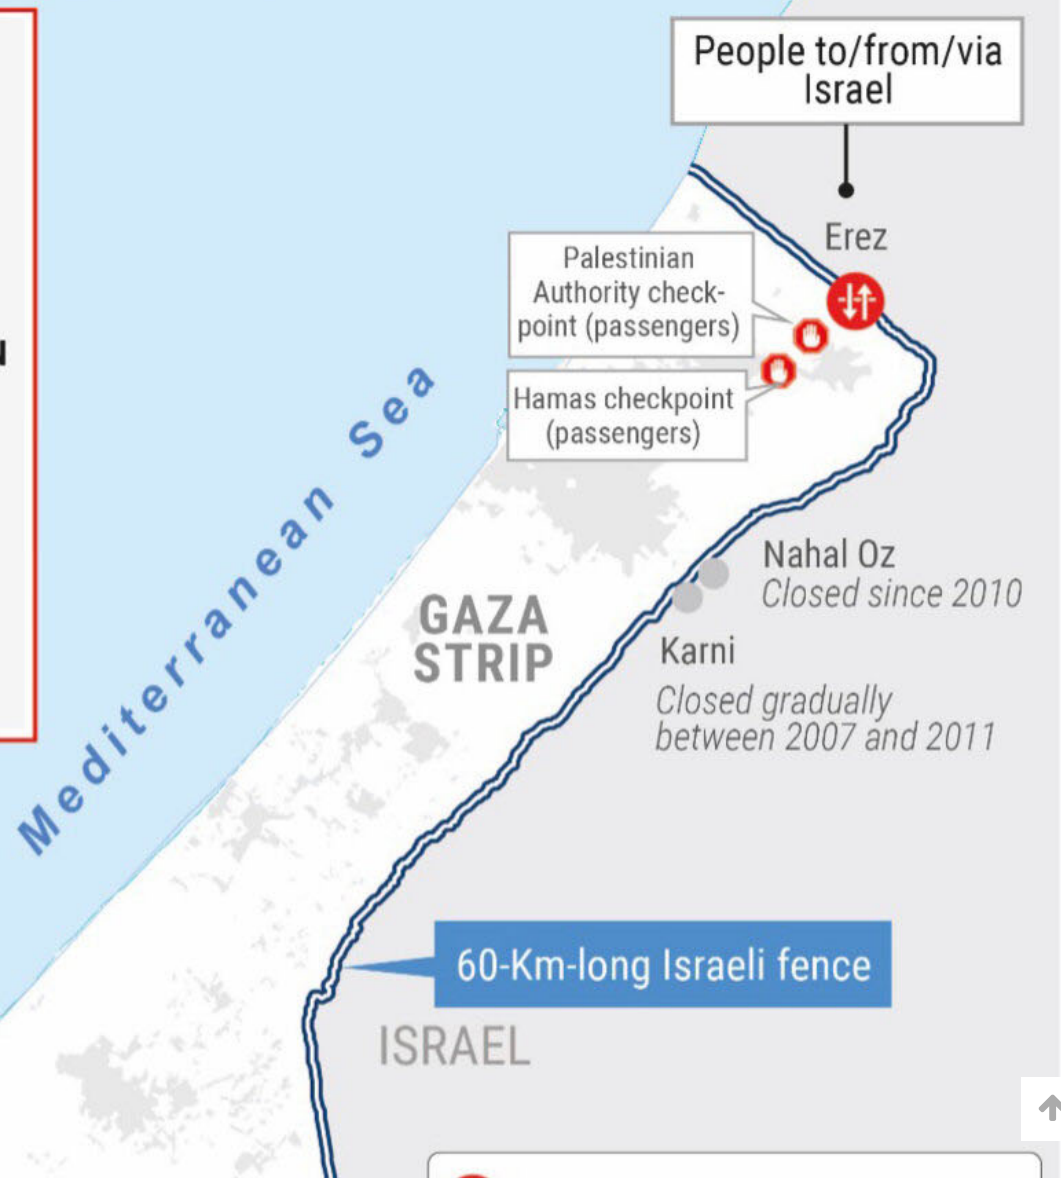 People to/from/via
Israel
Erez
Palestinian
Authority check-
point (passengers)
Hamas checkpoint
(passengers)
Mediterranean Sea
Nahal Oz
Closed since 2010
GAZA
STRIP
Karni
Closed gradually
between 2007 and 2011
60-Km-long Israeli fence
ISRAEL